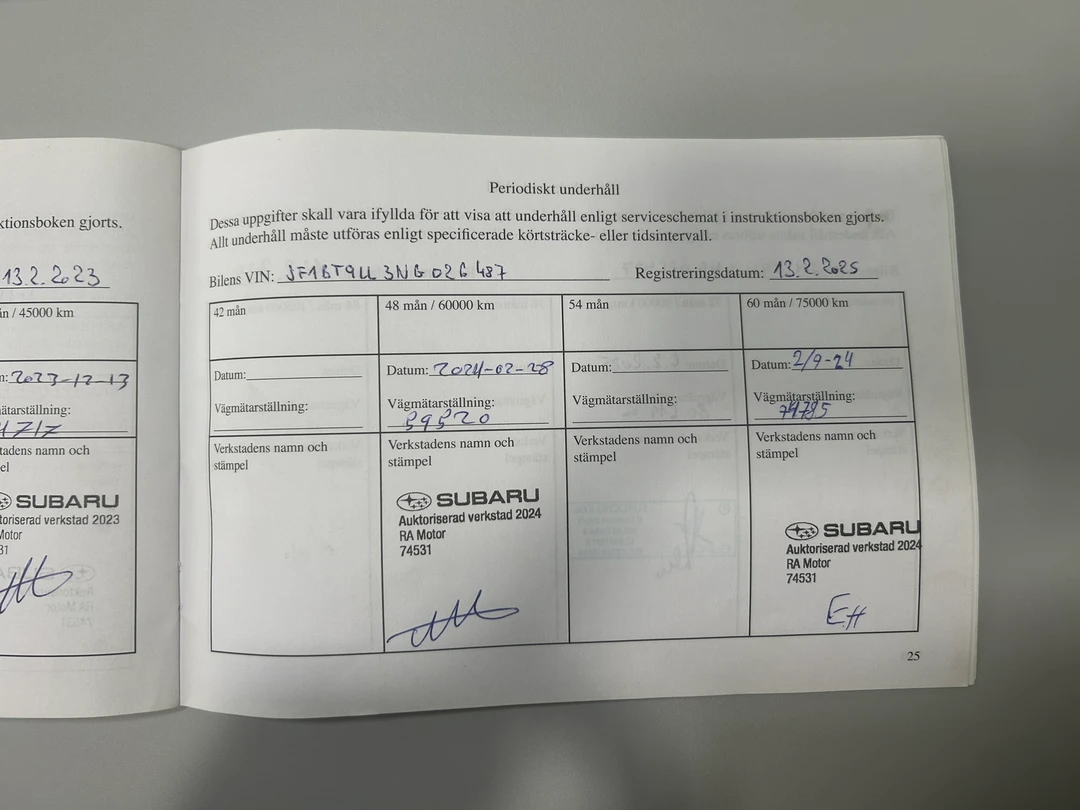 ktionsboken gjorts.
13.2.2023
n / 45000 km
2023-12-13
ätarställning:
tadens namn och
el
SUBARU
toriserad verkstad 2023
Motor
31
Periodiskt underhåll
Dessa uppgifter skall vara ifyllda för att visa att underhåll enligt serviceschemat i instruktionsboken gjorts.
Allt underhåll måste utföras enligt specificerade körtsträcke- eller tidsintervall.
Bilens VIN: JF1BT9LL3NG026487 Registreringsdatum: 13.2.2025
42 mån
Datum:
Vägmätarställning:
Verkstadens namn och
stämpel
48 mån / 60000 km
Datum: 2024-02-28
Vägmätarställning:
59520
Verkstadens namn och
stämpel
SUBARU
Auktoriserad verkstad 2024
RA Motor
74531
54 mån
Datum:
Vägmätarställning:
Verkstadens namn och
stämpel
60 mån / 75000 km
Datum: 2/9-24
Vägmätarställning:
Verkstadens namn och
stämpel
SUBARU
Auktoriserad verkstad 2024
RA Motor
74531
EH
25